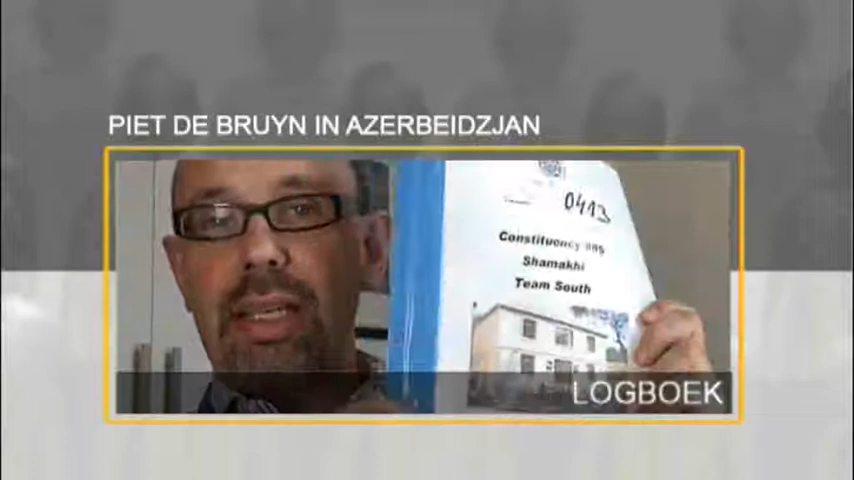 PIET DE BRUYN IN AZERBEIDZJAN
0413
Constituency
Shamakhi
Team South
LOGBOEK